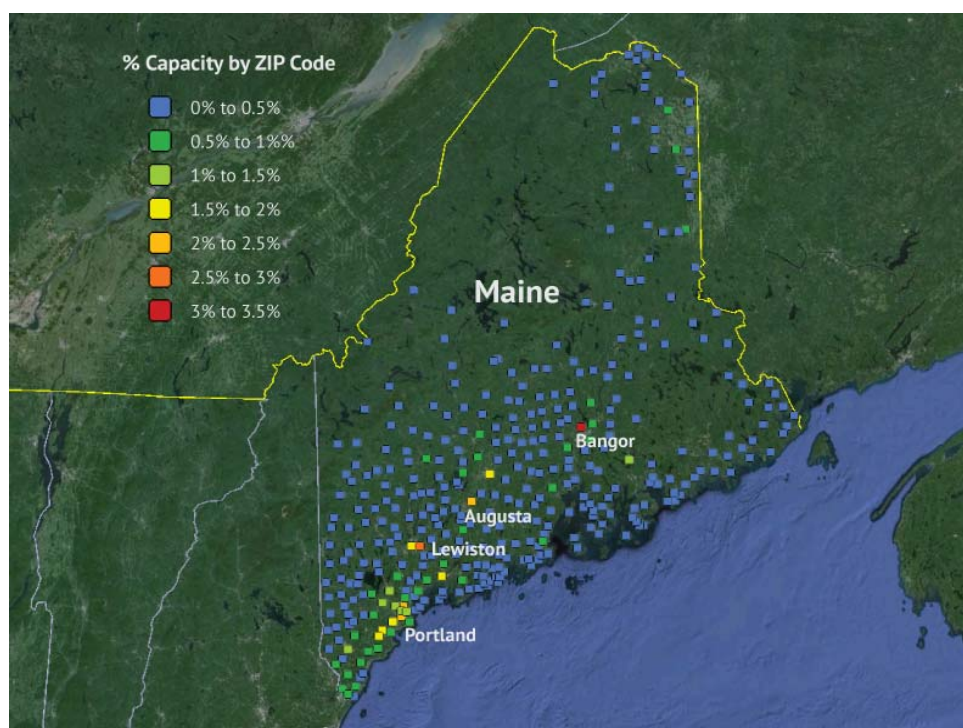 % Capacity by ZIP Code
0% to 0.5%
0.5% to 1%%
1% to 1.5%
1.5% to 2%
2% to 2.5%
2.5% to 3%
3% to 3.5%
Maine
Bangor
Augusta
Lewiston
Portland